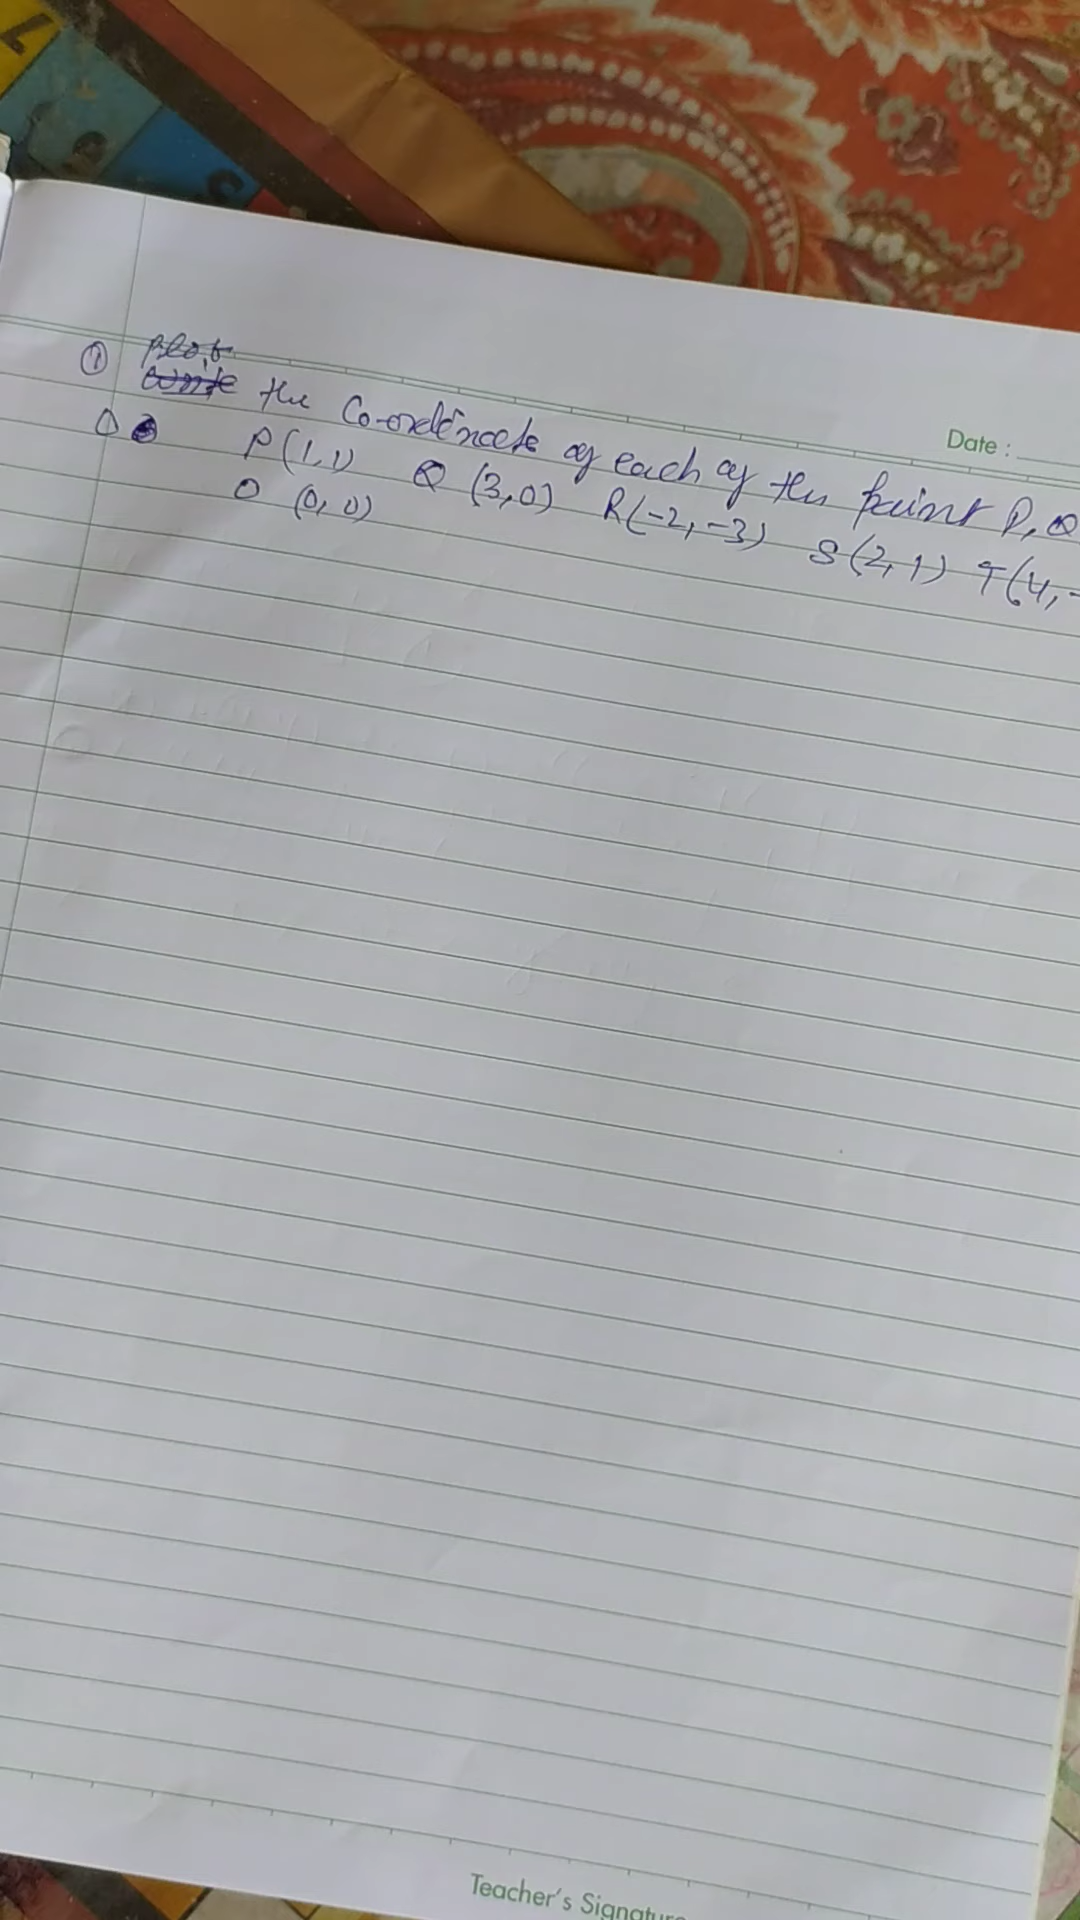 Date :
① Plot
Write the Co-ordinate of each of the point P, Q
① P(1,1) Q (3,0) R(-2,-3) S(2,1) T(4,-
O (0,0)
Teacher's Signature